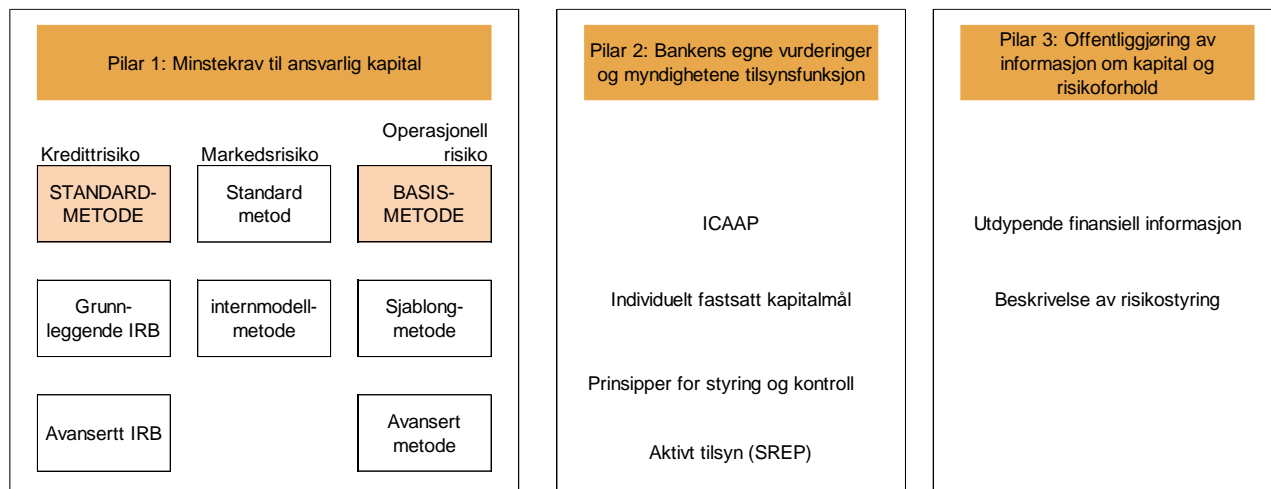 Pilar 1: Minstekrav til ansvarlig kapital
Kredittrisiko
Markedsrisiko
Operasjonell
risiko
STANDARD-
METODE
Standard
metod
BASIS-
METODE
Grunn-
leggende IRB
internmodell-
metode
Sjablong-
metode
Avansertt IRB
Avansert
metode
Pilar 2: Bankens egne vurderinger
og myndighetene tilsynsfunksjon
ICAAP
Individuelt fastsatt kapitalmål
Prinsipper for styring og kontroll
Aktivt tilsyn (SREP)
Pilar 3: Offentliggjøring av
informasjon om kapital og
risikoforhold
Utdypende finansiell informasjon
Beskrivelse av risikostyring